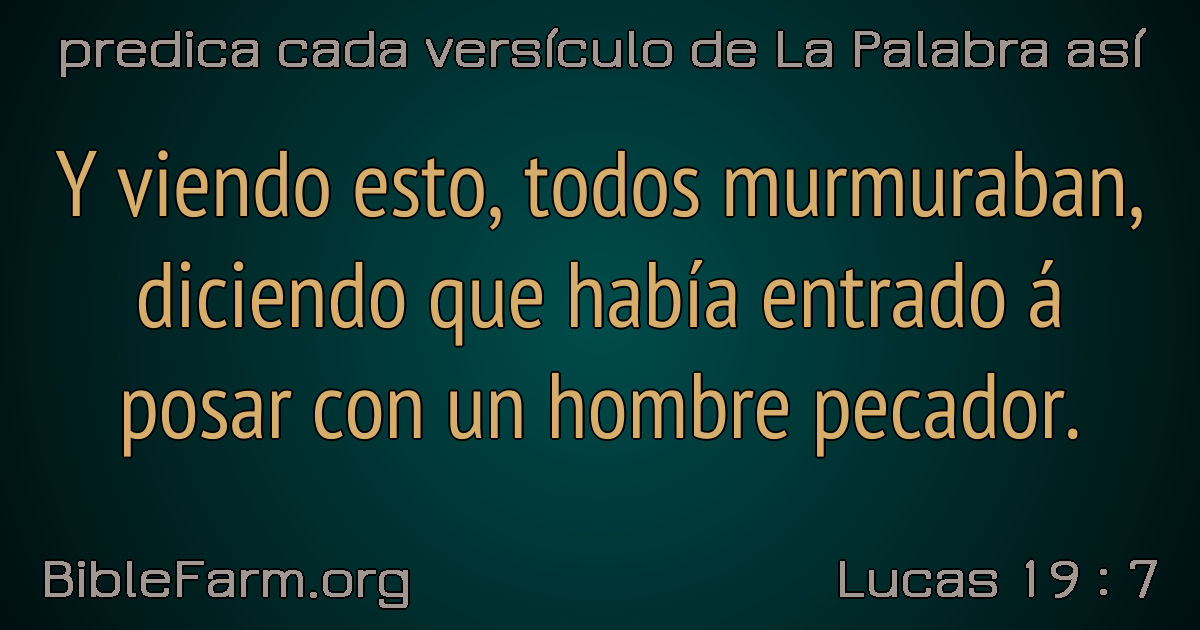 predica cada versículo de La Palabra así
Y viendo esto, todos murmuraban,
diciendo que había entrado á
posar con un hombre pecador.
BibleFarm.org
Lucas 19 : 7